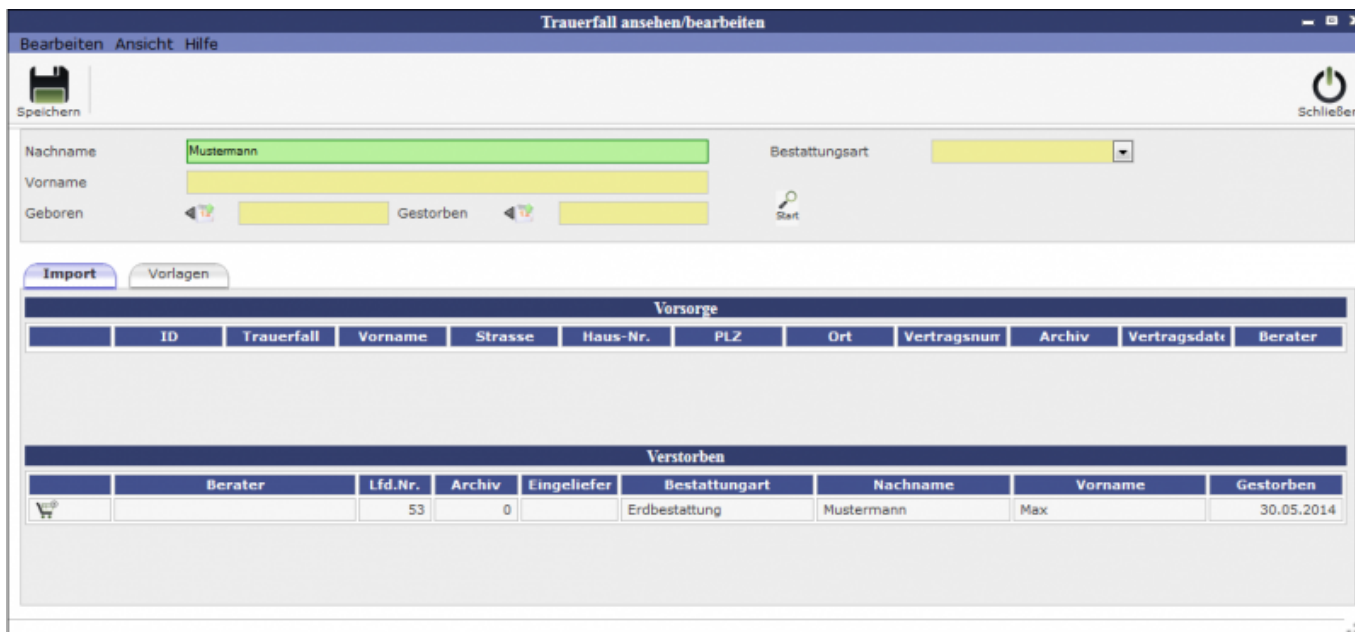 Trauerfall ansehen/bearbeiten
Bearbeiten Ansicht Hilfe
Speichern
Schließen
Nachname Mustermann Bestattungsart
Vorname
Geboren Gestorben Start
Import Vorlagen
Vorsorge
ID Trauerfall Vorname Strasse Haus-Nr. PLZ Ort Vertragsnum Archiv Vertragsdate Berater
Verstorben
Berater Lfd.Nr. Archiv Eingeliefer Bestattungart Nachname Vorname Gestorben
53 0 Erdbestattung Mustermann Max 30.05.2014